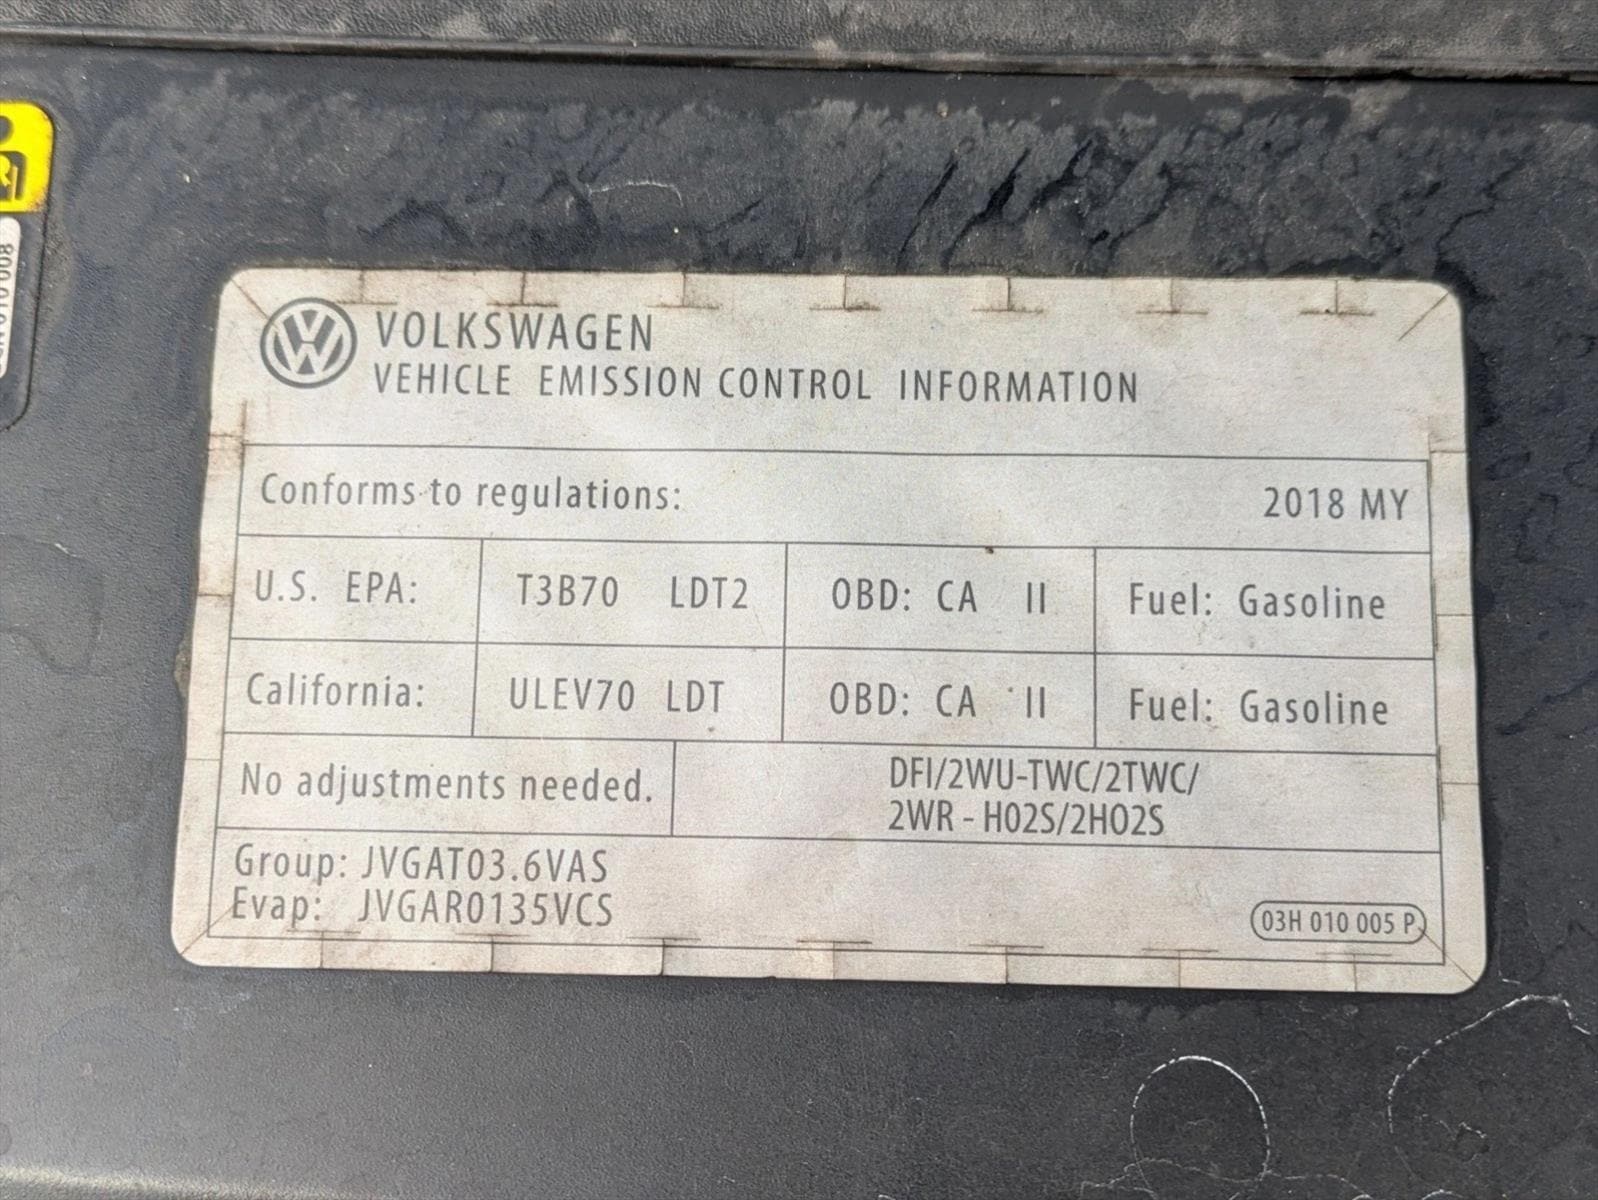 VOLKSWAGEN
VEHICLE EMISSION CONTROL INFORMATION
Conforms to regulations: 2018 MY
U.S. EPA: T3B70 LDT2 OBD: CA II Fuel: Gasoline
California: ULEV70 LDT OBD: CA II Fuel: Gasoline
No adjustments needed. DFI/2WU-TWC/2TWC/
2WR - HO2S/2HO2S
Group: JVGAT03.6VAS
Evap: JVGAR0135VCS
03H 010 005 P